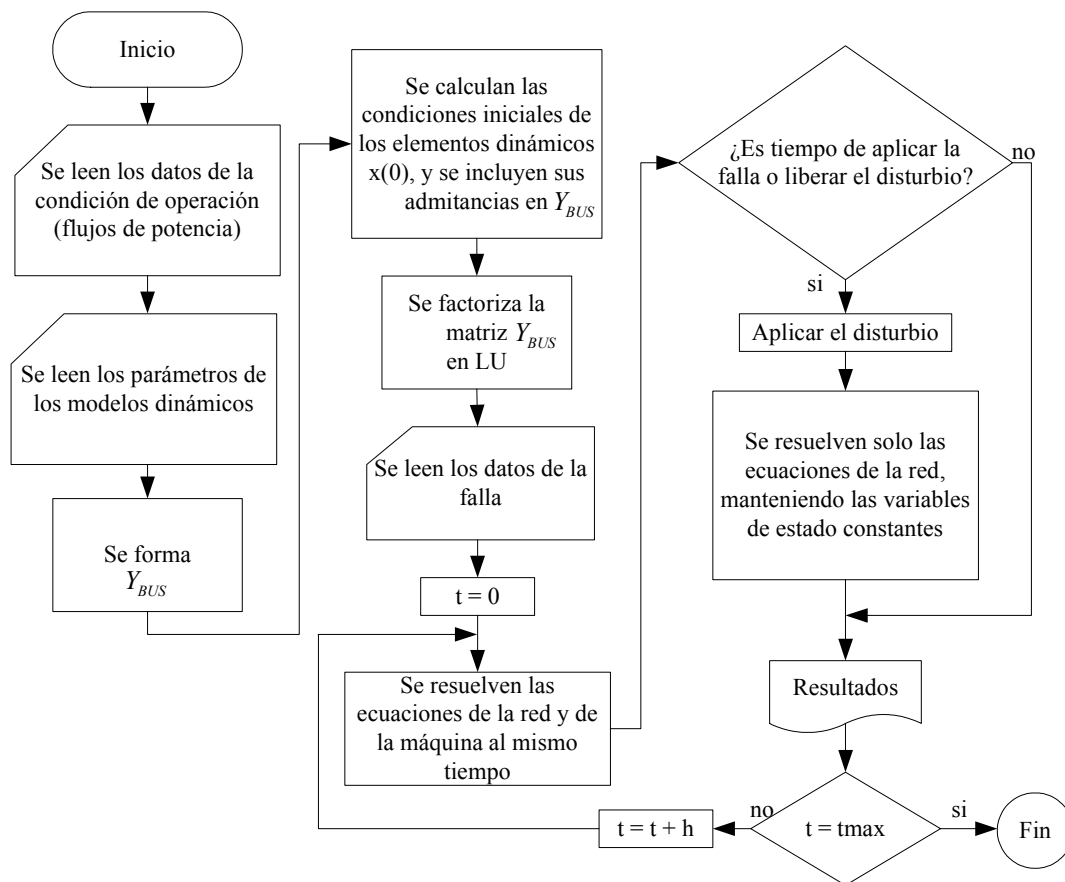 Inicio
Se leen los datos de la
condición de operación
(flujos de potencia)
Se leen los parámetros de
los modelos dinámicos
Se forma
Y_BUS
Se calculan las
condiciones iniciales de
los elementos dinámicos
x(0), y se incluyen sus
admitancias en Y_BUS
Se factoriza la
matriz Y_BUS
en LU
Se leen los datos de la
falla
t = 0
Se resuelven las
ecuaciones de la red y de
la máquina al mismo
tiempo
¿Es tiempo de aplicar la
falla o liberar el disturbio?
no
si
Aplicar el disturbio
Se resuelven solo las
ecuaciones de la red,
manteniendo las variables
de estado constantes
Resultados
t = tmax
no
t = t + h
si
Fin